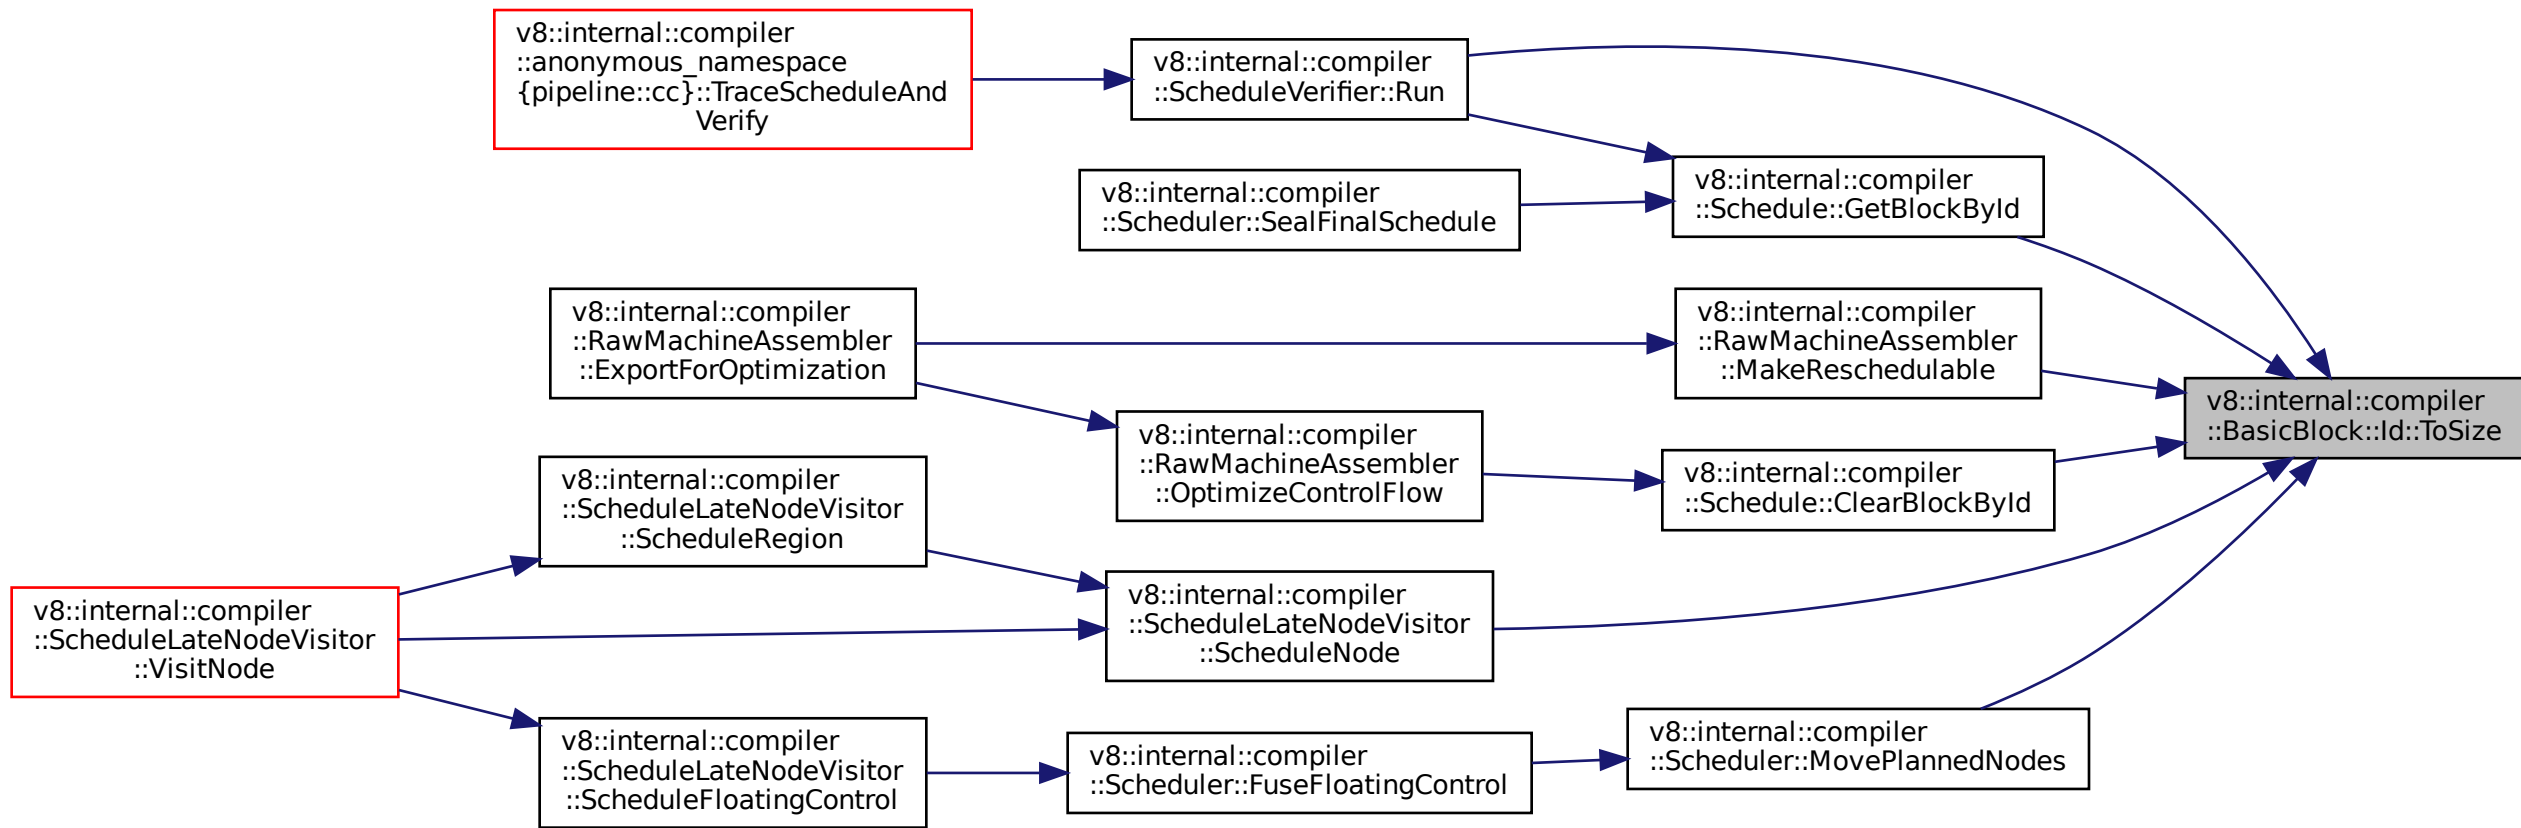 v8::internal::compiler
::anonymous_namespace
{pipeline::cc}::TraceScheduleAnd
Verify
v8::internal::compiler
::ScheduleVerifier::Run
v8::internal::compiler
::Schedule::GetBlockById
v8::internal::compiler
::Scheduler::SealFinalSchedule
v8::internal::compiler
::RawMachineAssembler
::ExportForOptimization
v8::internal::compiler
::RawMachineAssembler
::MakeReschedulable
v8::internal::compiler
::BasicBlock::Id::ToSize
v8::internal::compiler
::RawMachineAssembler
::OptimizeControlFlow
v8::internal::compiler
::Schedule::ClearBlockById
v8::internal::compiler
::ScheduleLateNodeVisitor
::ScheduleRegion
v8::internal::compiler
::ScheduleLateNodeVisitor
::VisitNode
v8::internal::compiler
::ScheduleLateNodeVisitor
::ScheduleNode
v8::internal::compiler
::ScheduleLateNodeVisitor
::ScheduleFloatingControl
v8::internal::compiler
::Scheduler::FuseFloatingControl
v8::internal::compiler
::Scheduler::MovePlannedNodes